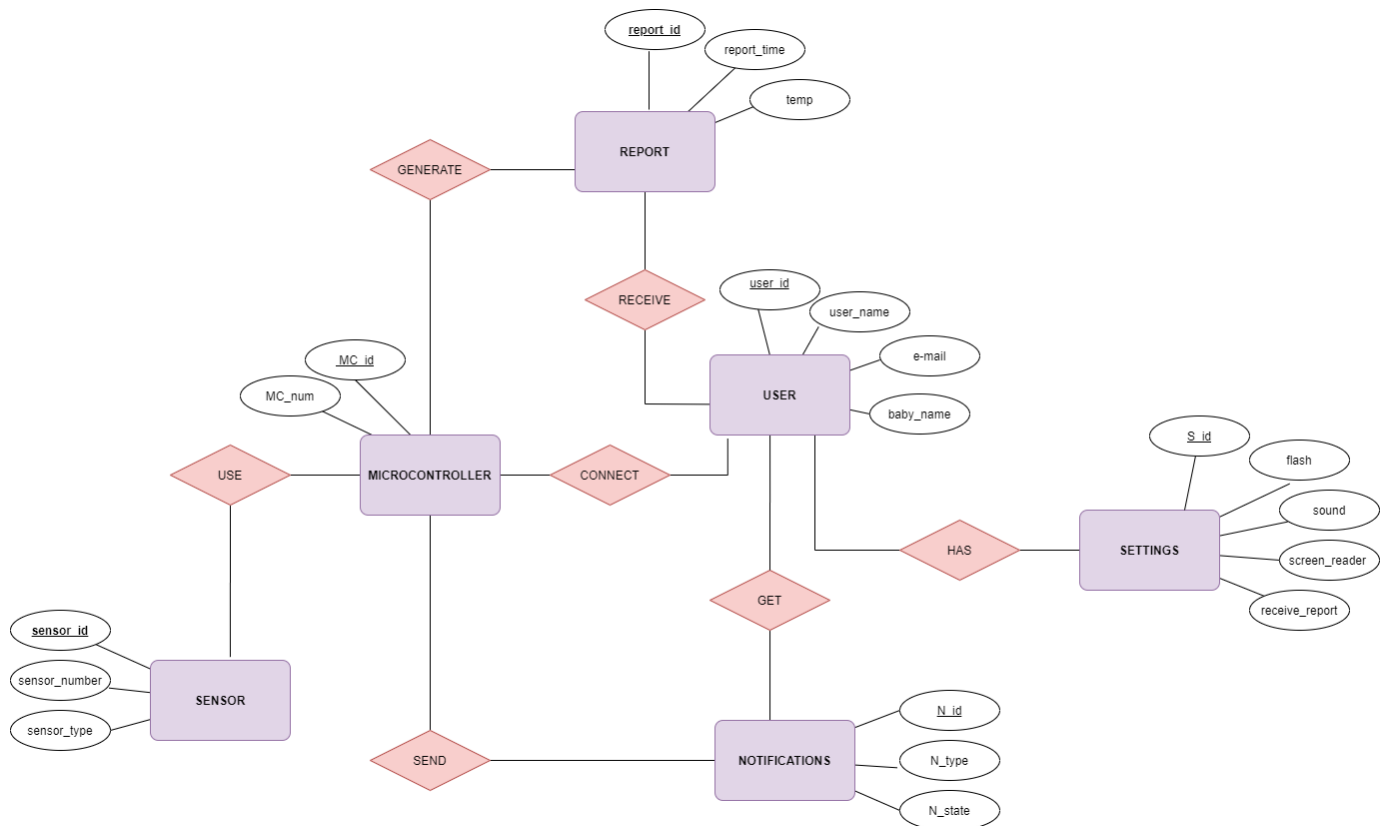 report_id
report_time
temp
REPORT
GENERATE
RECEIVE
user_id
user_name
e-mail
baby_name
USER
MC_id
MC_num
MICROCONTROLLER
USE
CONNECT
S_id
flash
sound
screen_reader
receive_report
SETTINGS
HAS
GET
sensor_id
sensor_number
sensor_type
SENSOR
SEND
NOTIFICATIONS
N_id
N_type
N_state